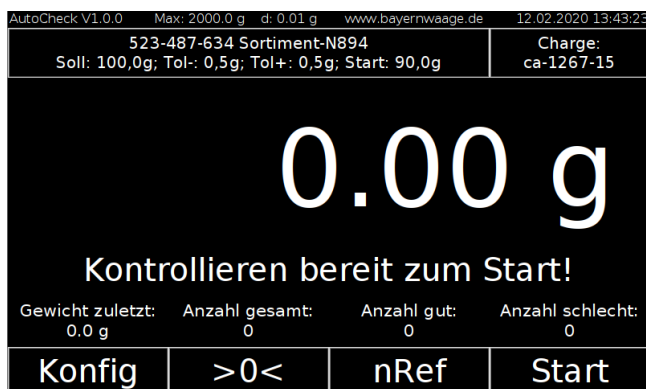 AutoCheck V1.0.0 Max: 2000.0 g d: 0.01 g www.bayernwaage.de 12.02.2020 13:43:23
523-487-634 Sortiment-N894
Soll: 100,0g; Tol-: 0,5g; Tol+: 0,5g; Start: 90,0g
Charge:
ca-1267-15
0.00 g
Kontrollieren bereit zum Start!
Gewicht zuletzt: Anzahl gesamt: Anzahl gut: Anzahl schlecht:
0.0 g 0 0 0
Konfig >0< nRef Start